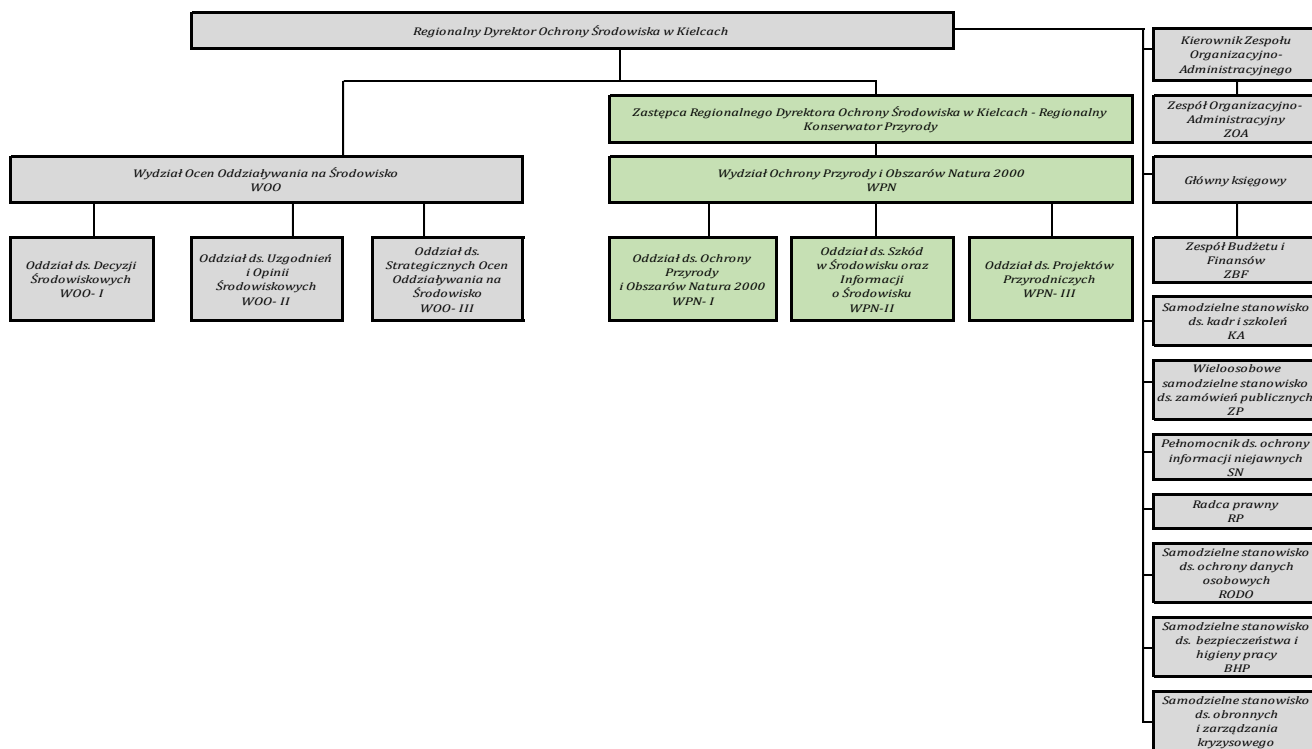 Regionalny Dyrektor Ochrony Środowiska w Kielcach
Zastępca Regionalnego Dyrektora Ochrony Środowiska w Kielcach - Regionalny
Konserwator Przyrody
Wydział Ocen Oddziaływania na Środowisko
WOO
Wydział Ochrony Przyrody i Obszarów Natura 2000
WPN
Oddział ds. Decyzji
Środowiskowych
WOO- I
Oddział ds. Uzgodnień
i Opinii
Środowiskowych
WOO- II
Oddział ds.
Strategicznych Ocen
Oddziaływania na
Środowisko
WOO- III
Oddział ds. Ochrony
Przyrody
i Obszarów Natura 2000
WPN- I
Oddział ds. Szkód
w Środowisku oraz
Informacji
o Środowisku
WPN-II
Oddział ds. Projektów
Przyrodniczych
WPN- III
Kierownik Zespołu
Organizacyjno-
Administracyjnego
Zespół Organizacyjno-
Administracyjny
ZOA
Główny księgowy
Zespół Budżetu i
Finansów
ZBF
Samodzielne stanowisko
ds. kadr i szkoleń
KA
Wieloosobowe
samodzielne stanowisko
ds. zamówień publicznych
ZP
Pełnomocnik ds. ochrony
informacji niejawnych
SN
Radca prawny
RP
Samodzielne stanowisko
ds. ochrony danych
osobowych
RODO
Samodzielne stanowisko
ds. bezpieczeństwa i
higieny pracy
BHP
Samodzielne stanowisko
ds. obronnych
i zarządzania
kryzysowego